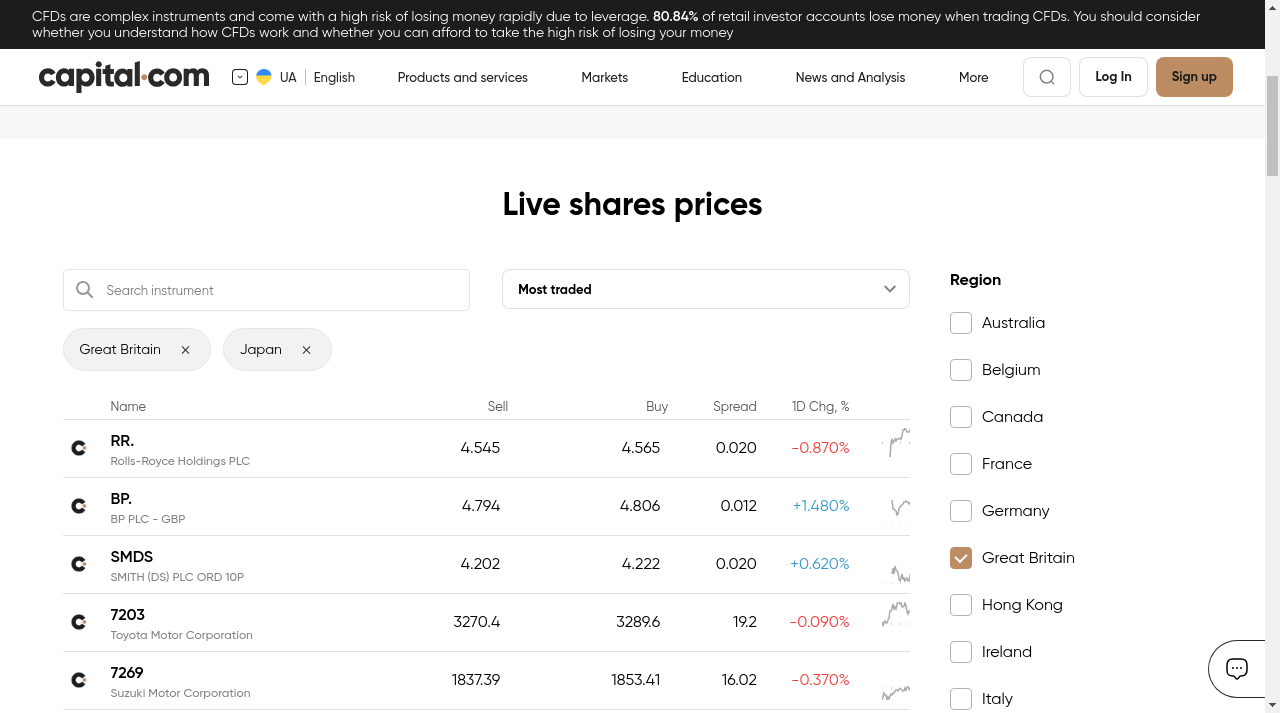 CFDs are complex instruments and come with a high risk of losing money rapidly due to leverage. 80.84% of retail investor accounts lose money when trading CFDs. You should consider
whether you understand how CFDs work and whether you can afford to take the high risk of losing your money
capital.com UA English Products and services Markets Education News and Analysis More Log In Sign up
Live shares prices
Search instrument
Most traded
Great Britain
Japan
Name Sell Buy Spread 1D Chg, %
RR. 4.545 4.565 0.020 -0.870%
Rolls-Royce Holdings PLC
BP. 4.794 4.806 0.012 +1.480%
BP PLC - GBP
SMDS 4.202 4.222 0.020 +0.620%
SMITH (DS) PLC ORD 10P
7203 3270.4 3289.6 19.2 -0.090%
Toyota Motor Corporation
7269 1837.39 1853.41 16.02 -0.370%
Suzuki Motor Corporation
Region
Australia
Belgium
Canada
France
Germany
Great Britain
Hong Kong
Ireland
Italy